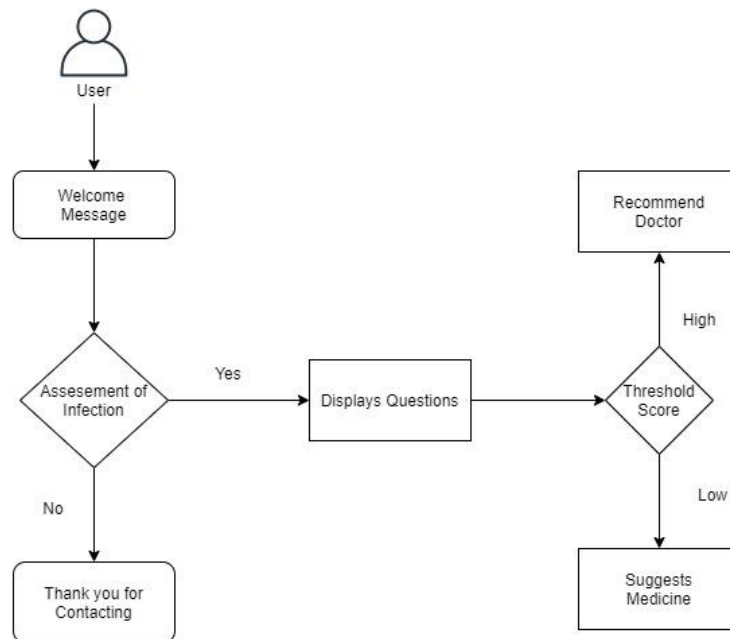 User
Welcome
Message
Recommend
Doctor
High
Yes
Assesement of
Infection
Displays Questions
Threshold
Score
No
Low
Thank you for
Contacting
Suggests
Medicine